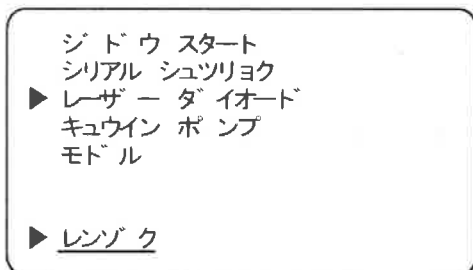 ジドウ スタート
シリアル シュツリョク
▶ レーザー ダイオード
キュウイン ポンプ
モドル
▶ レンゾク